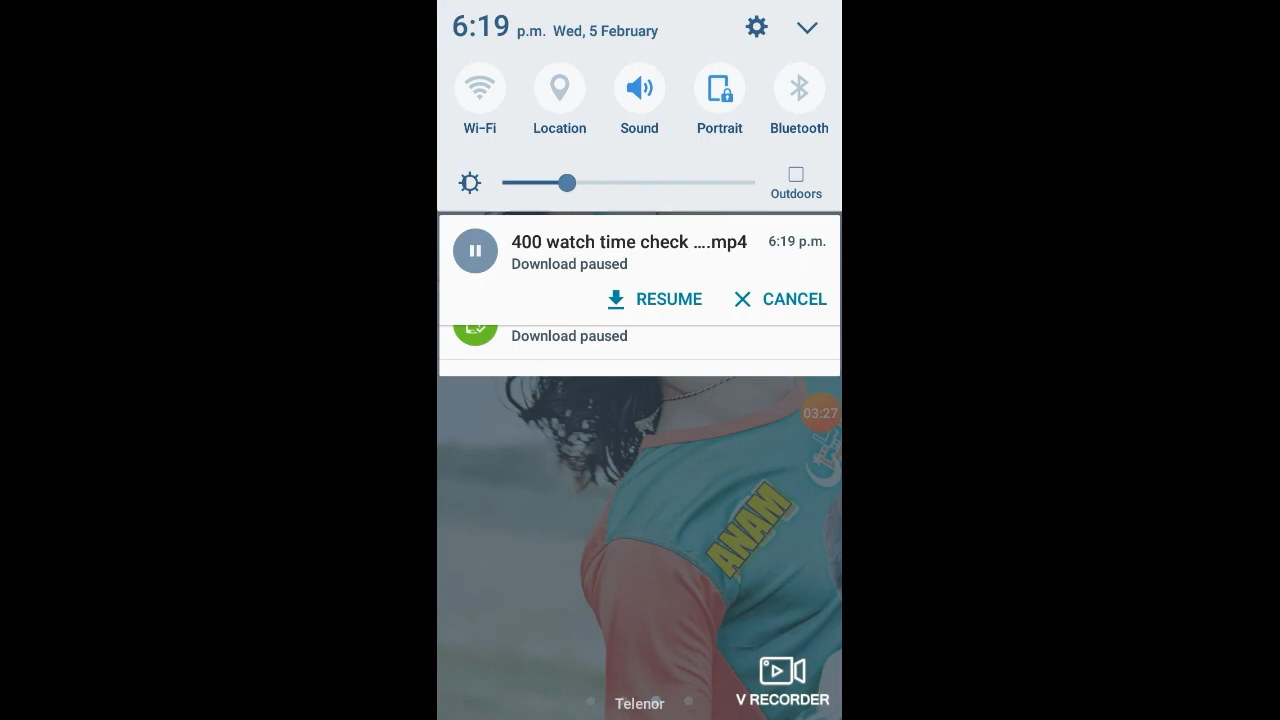 6:19 p.m. Wed, 5 February
Wi-Fi Location Sound Portrait Bluetooth
Outdoors
400 watch time check ....mp4 6:19 p.m.
Download paused
RESUME CANCEL
Download paused
03:27
ANAM
V RECORDER
Telenor